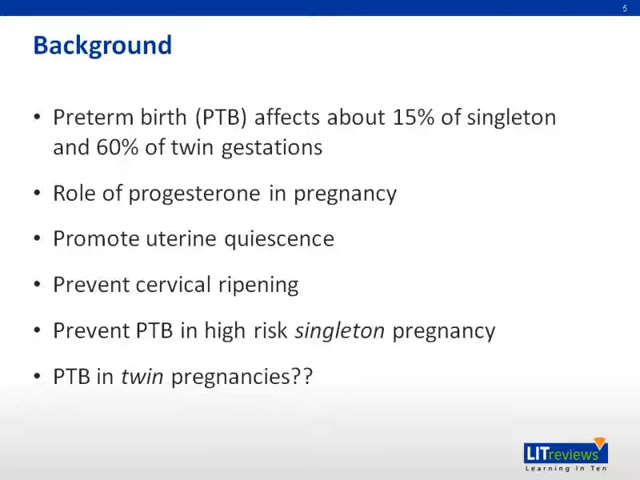 5
Background
• Preterm birth (PTB) affects about 15% of singleton
and 60% of twin gestations
• Role of progesterone in pregnancy
• Promote uterine quiescence
• Prevent cervical ripening
• Prevent PTB in high risk singleton pregnancy
• PTB in twin pregnancies??
LITreviews
Learning In Ten